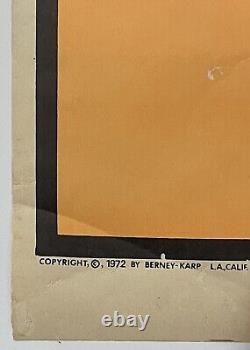 COPYRIGHT, ©, 1972 BY BERNEY-KARP L.A, CALIF